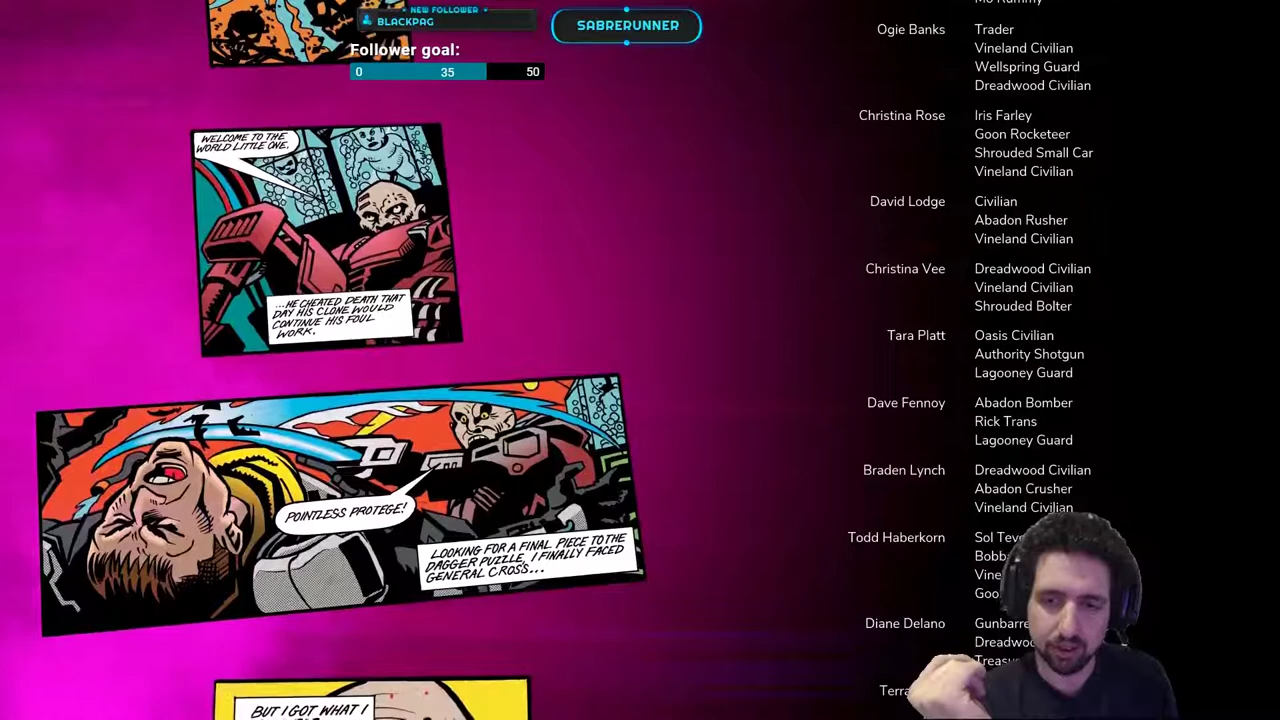 NEW FOLLOWER
BLACKPAG
SABRERUNNER
Follower goal:
0 35 50
WELCOME TO THE
WORLD LITTLE ONE.
...HE CHEATED DEATH THAT
DAY HIS CLONE WOULD
CONTINUE HIS FOUL
WORK.
POINTLESS PROTEGE!
LOOKING FOR A FINAL PIECE TO THE
DAGGER PUZZLE, I FINALLY FACED
GENERAL CROSS...
BUT I GOT WHAT I
Ogie Banks Trader
Vineland Civilian
Wellspring Guard
Dreadwood Civilian
Christina Rose Iris Farley
Goon Rocketeer
Shrouded Small Car
Vineland Civilian
David Lodge Civilian
Abadon Rusher
Vineland Civilian
Christina Vee Dreadwood Civilian
Vineland Civilian
Shrouded Bolter
Tara Platt Oasis Civilian
Authority Shotgun
Lagooney Guard
Dave Fennoy Abadon Bomber
Rick Trans
Lagooney Guard
Braden Lynch Dreadwood Civilian
Abadon Crusher
Vineland Civilian
Todd Haberkorn Sol
Diane Delano